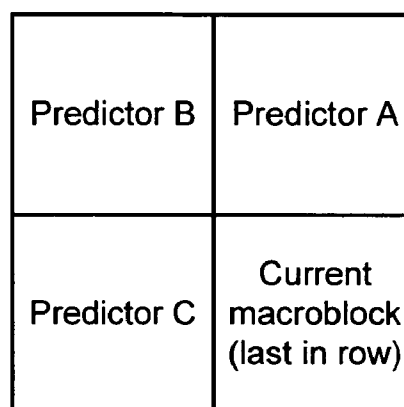 Predictor B
Predictor A
Predictor C
Current
macroblock
(last in row)